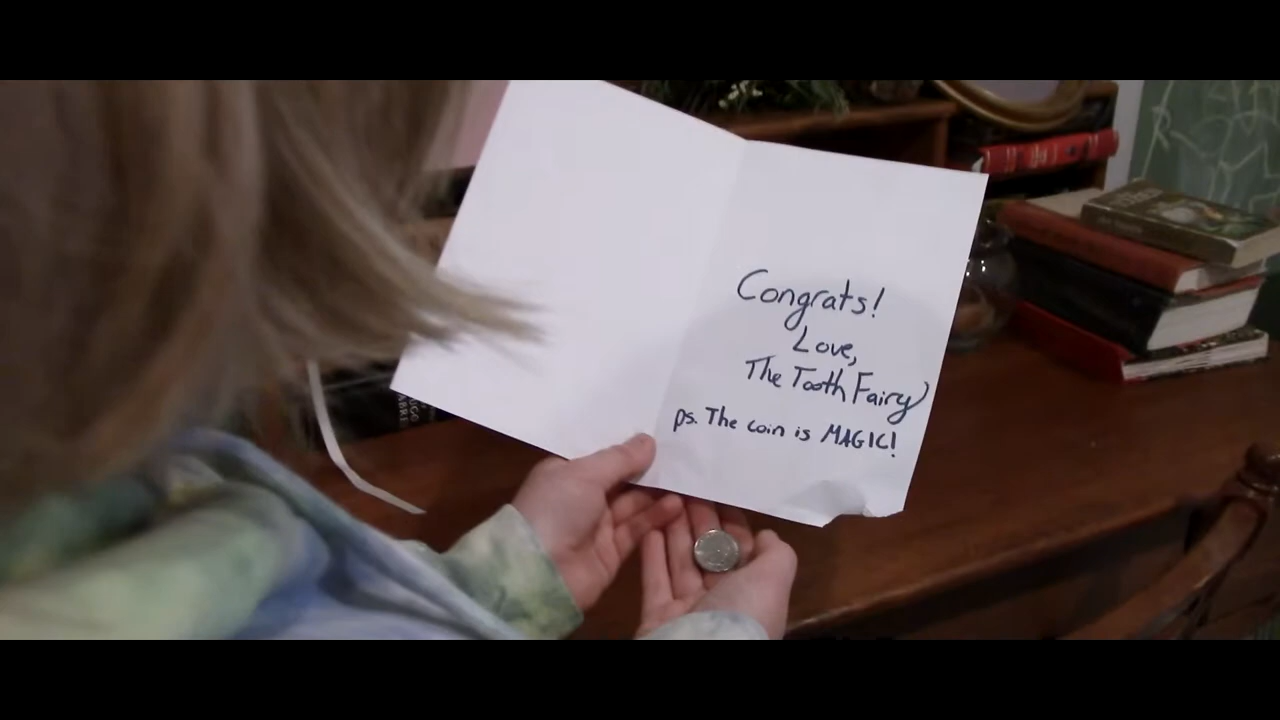 Congrats!
Love,
The Tooth Fairy
ps. The coin is MAGIC!